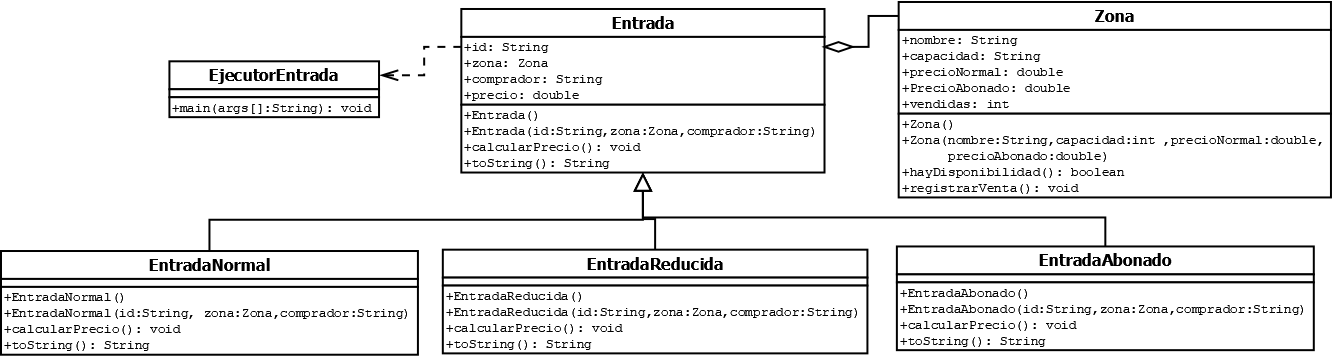 EjecutorEntrada
+main(args[]:String): void
Entrada
+id: String
+zona: Zona
+comprador: String
+precio: double
+Entrada()
+Entrada(id:String,zona:Zona,comprador:String)
+calcularPrecio(): void
+toString(): String
Zona
+nombre: String
+capacidad: String
+precioNormal: double
+PrecioAbonado: double
+vendidas: int
+Zona()
+Zona(nombre:String,capacidad:int ,precioNormal:double,
precioAbonado:double)
+hayDisponibilidad(): boolean
+registrarVenta(): void
EntradaNormal
+EntradaNormal()
+EntradaNormal(id:String, zona:Zona,comprador:String)
+calcularPrecio(): void
+toString(): String
EntradaReducida
+EntradaReducida()
+EntradaReducida(id:String,zona:Zona,comprador:String)
+calcularPrecio(): void
+toString(): String
EntradaAbonado
+EntradaAbonado()
+EntradaAbonado(id:String,zona:Zona,comprador:String)
+calcularPrecio(): void
+toString(): String